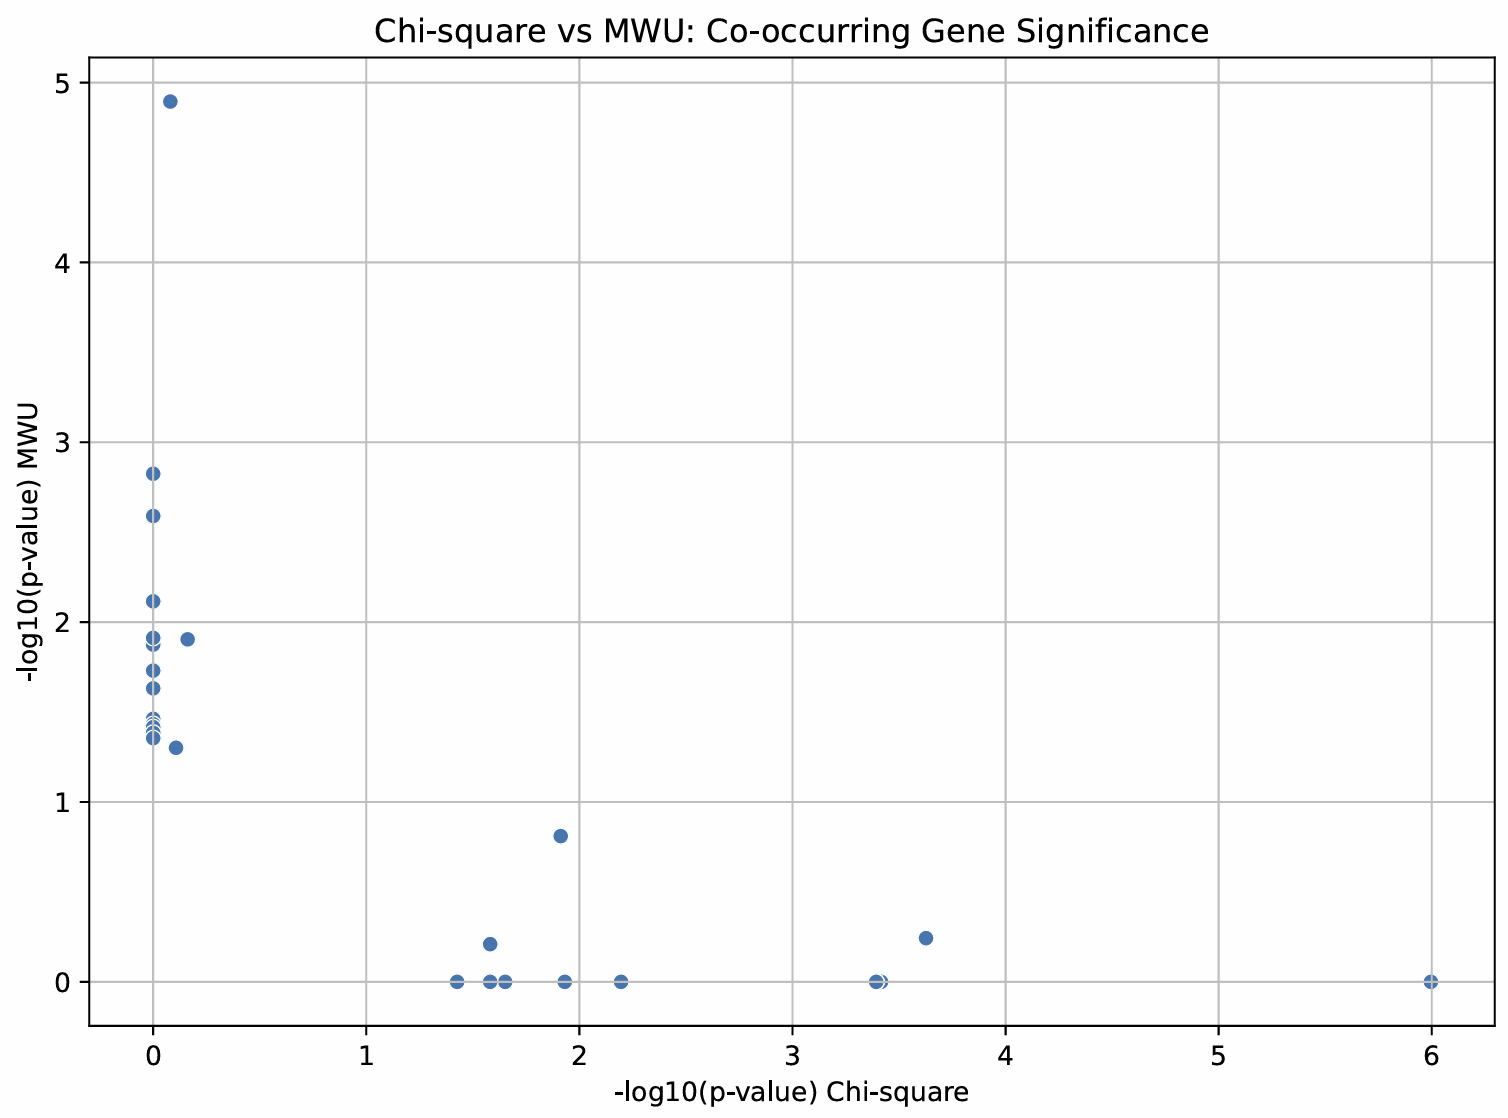 Chi-square vs MWU: Co-occurring Gene Significance
5
4
3
2
1
0
-log10(p-value) MWU
0 1 2 3 4 5 6
-log10(p-value) Chi-square